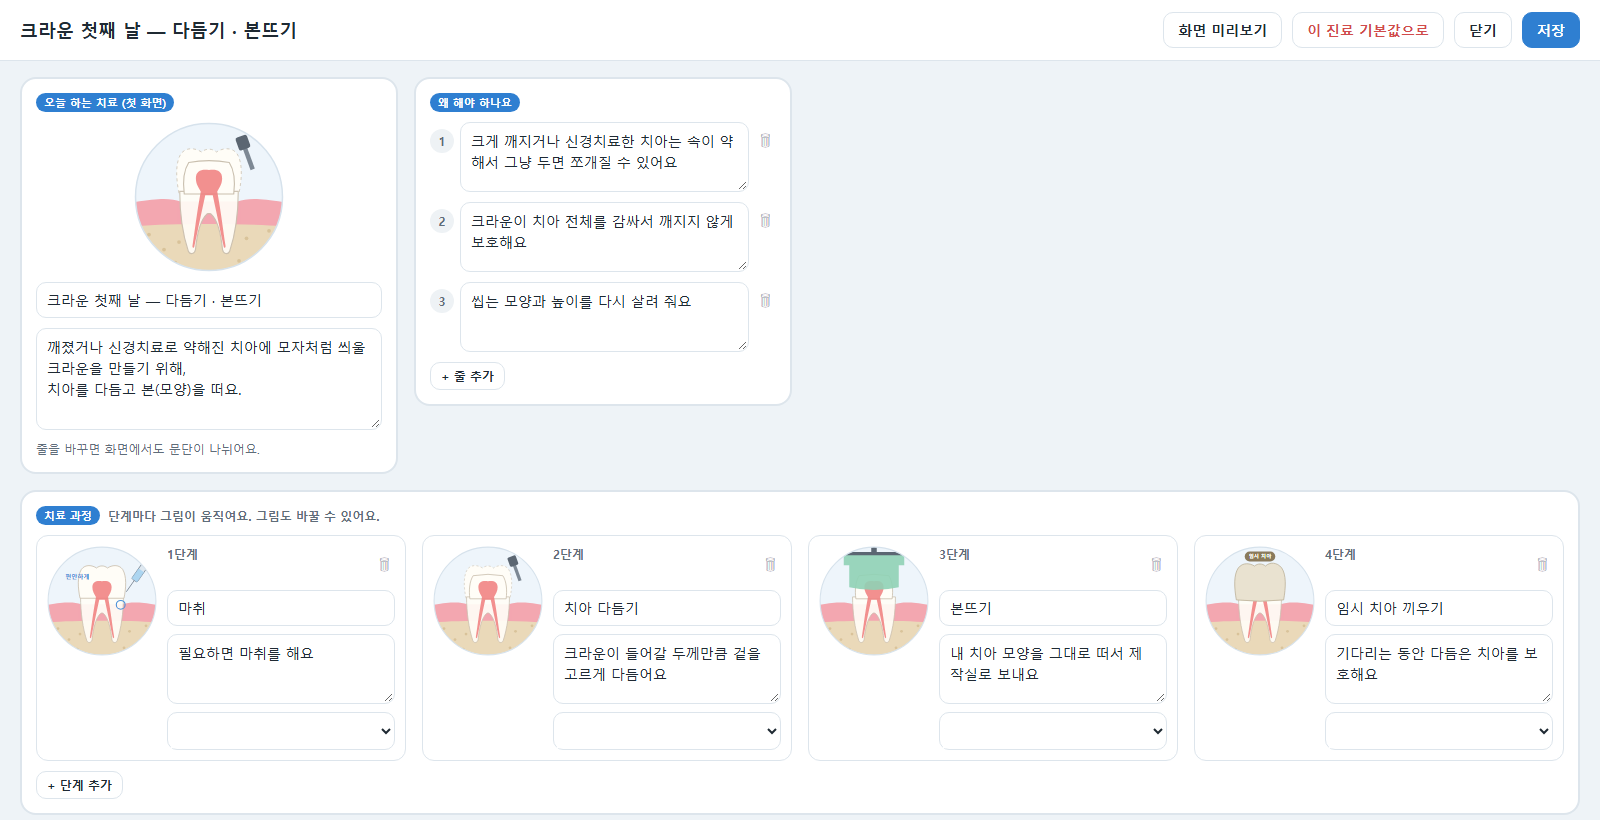 크라운 첫째 날 — 다듬기 · 본뜨기
화면 미리보기
이 진료 기본값으로
닫기
저장
오늘 하는 치료 (첫 화면)
크라운 첫째 날 — 다듬기 · 본뜨기
깨졌거나 신경치료로 약해진 치아에 모자처럼 씌울
크라운을 만들기 위해,
치아를 다듬고 본(모양)을 떠요.
줄을 바꾸면 화면에서도 문단이 나뉘어요.
왜 해야 하나요
1
크게 깨지거나 신경치료한 치아는 속이 약
해서 그냥 두면 쪼개질 수 있어요
2
크라운이 치아 전체를 감싸서 깨지지 않게
보호해요
3
씹는 모양과 높이를 다시 살려 줘요
+ 줄 추가
치료 과정
단계마다 그림이 움직여요. 그림도 바꿀 수 있어요.
편안하게
1단계
마취
필요하면 마취를 해요
2단계
치아 다듬기
크라운이 들어갈 두께만큼 겉을
고르게 다듬어요
3단계
본뜨기
내 치아 모양을 그대로 떠서 제
작실로 보내요
임시 치아
4단계
임시 치아 끼우기
기다리는 동안 다듬은 치아를 보
호해요
+ 단계 추가